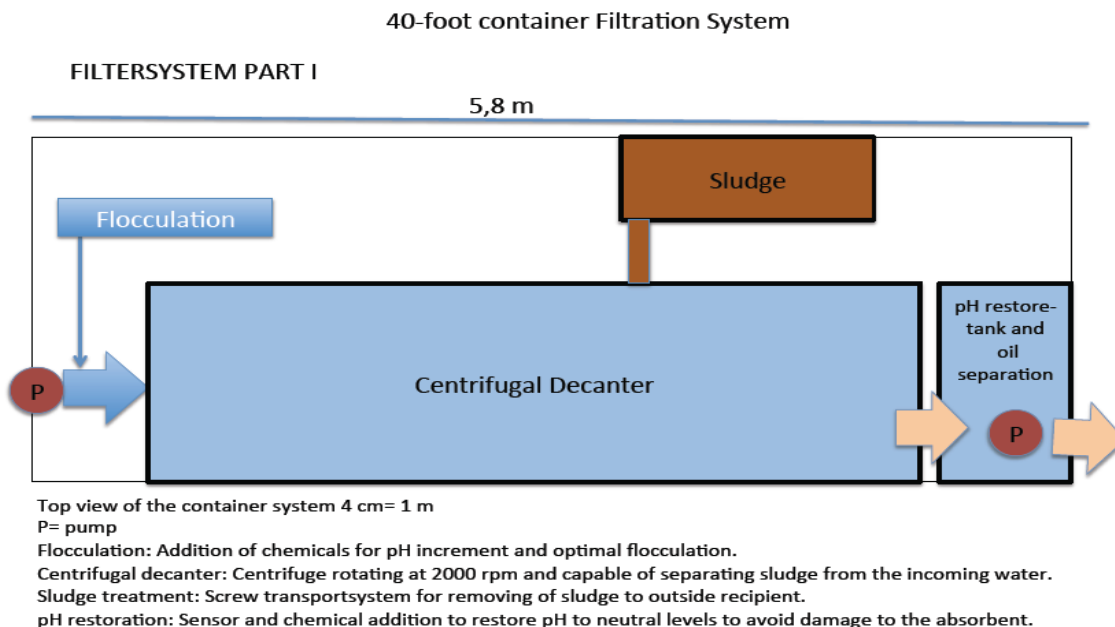 40-foot container Filtration System
FILTERSYSTEM PART I
5,8 m
Sludge
Flocculation
pH restore-
tank and
oil
separation
P
Centrifugal Decanter
P
Top view of the container system 4 cm= 1 m
P= pump
Flocculation: Addition of chemicals for pH increment and optimal flocculation.
Centrifugal decanter: Centrifuge rotating at 2000 rpm and capable of separating sludge from the incoming water.
Sludge treatment: Screw transportsystem for removing of sludge to outside recipient.
pH restoration: Sensor and chemical addition to restore pH to neutral levels to avoid damage to the absorbent.